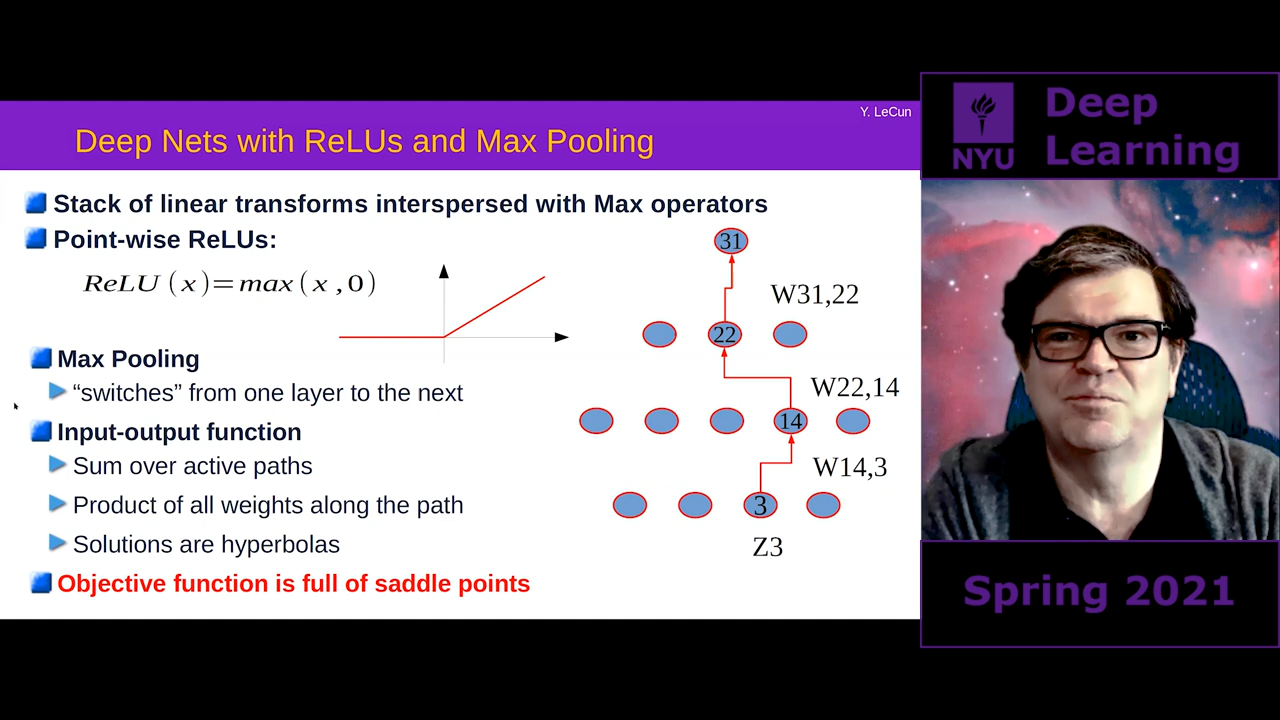 Y. LeCun
Deep Nets with ReLUs and Max Pooling
Stack of linear transforms interspersed with Max operators
Point-wise ReLUs:
ReLU (x)=max(x ,0)
Max Pooling
“switches” from one layer to the next
Input-output function
Sum over active paths
Product of all weights along the path
Solutions are hyperbolas
Objective function is full of saddle points
31
W31,22
22
W22,14
14
W14,3
3
Z3
NYU
Deep
Learning
Spring 2021